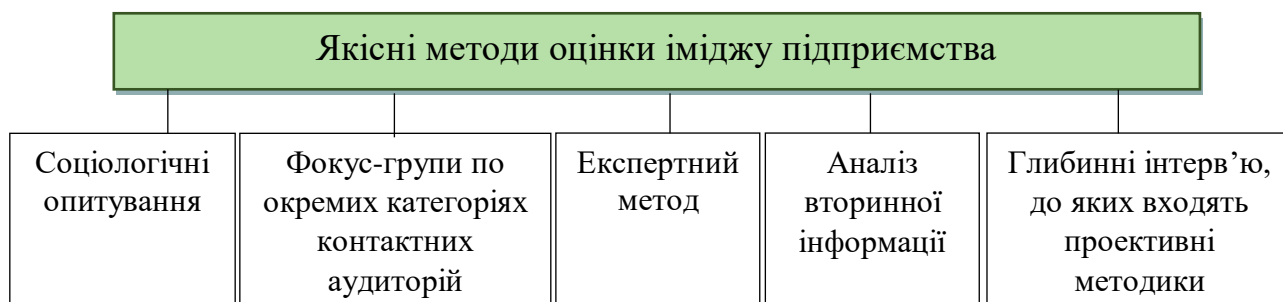 Якісні методи оцінки іміджу підприємства
Соціологічні
опитування
Фокус-групи по
окремих категоріях
контактних
аудиторій
Експертний
метод
Аналіз
вторинної
інформації
Глибинні інтерв’ю,
до яких входять
проективні
методики